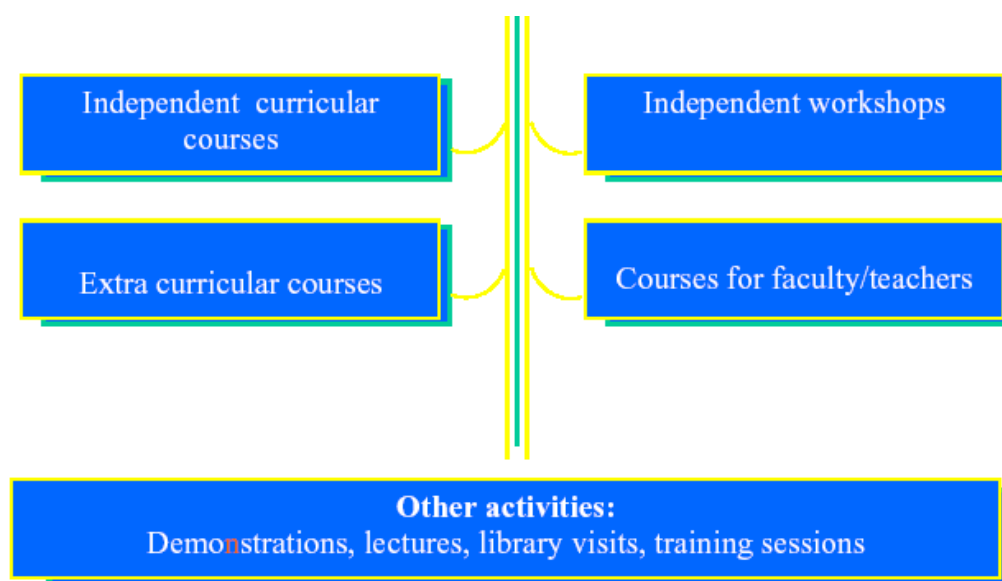 Independent curricular
courses
Independent workshops
Extra curricular courses
Courses for faculty/teachers
Other activities:
Demonstrations, lectures, library visits, training sessions